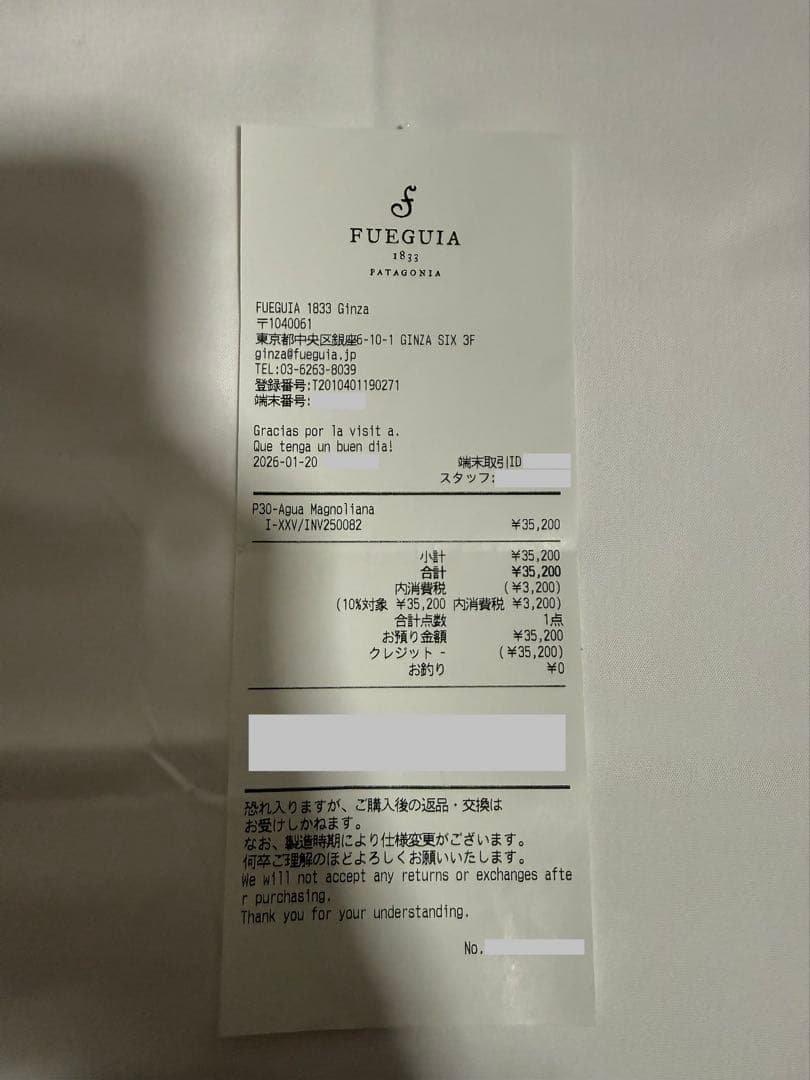 FUEGUIA
1833
PATAGONIA
FUEGUIA 1833 Ginza
〒1040061
東京都中央区銀座6-10-1 GINZA SIX 3F
ginza@fueguia.jp
TEL:03-6263-8039
登録番号:T2010401190271
端末番号:
Gracias por la visit a.
Que tenga un buen dia!
2026-01-20 端末取引ID
スタッフ:
P30-Agua Magnoliana
I-XXV/INV250082 ¥35,200
小計 ¥35,200
合計 ¥35,200
内消費税 (¥3,200)
(10%対象 ¥35,200 内消費税 ¥3,200)
合計点数 1点
お預り金額 ¥35,200
クレジット - (¥35,200)
お釣り ¥0
恐れ入りますが、ご購入後の返品・交換は
お受けしかねます。
なお、製造時期により仕様変更がございます。
何卒ご理解のほどよろしくお願いいたします。
We will not accept any returns or exchanges afte
r purchasing.
Thank you for your understanding.
No.